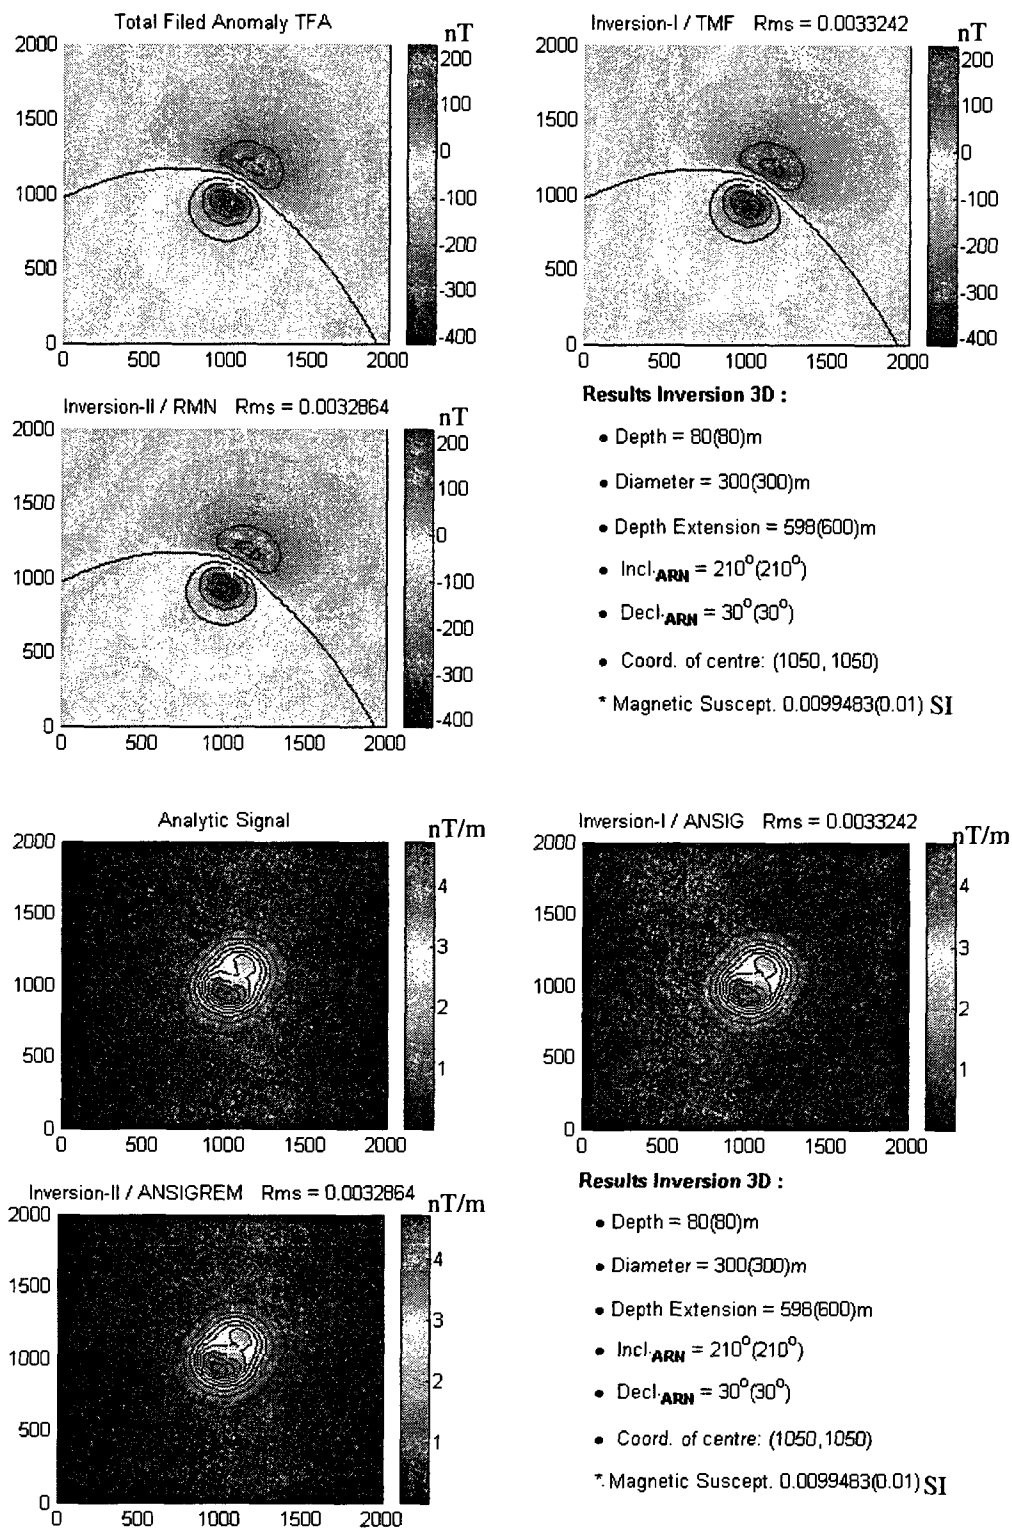 Total Filed Anomaly TFA
nT
2000
1500
1000
500
0
0 500 1000 1500 2000
200
100
0
-100
-200
-300
-400
Inversion-I / TMF Rms = 0.0033242
nT
2000
1500
1000
500
0
0 500 1000 1500 2000
200
100
0
-100
-200
-300
-400
Inversion-II / RMN Rms = 0.0032864
nT
2000
1500
1000
500
0
0 500 1000 1500 2000
200
100
0
-100
-200
-300
-400
Results Inversion 3D :
• Depth = 80(80)m
• Diameter = 300(300)m
• Depth Extension = 598(600)m
• Incl.ARN = 210°(210°)
• Decl.ARN = 30°(30°)
• Coord. of centre: (1050, 1050)
* Magnetic Suscept. 0.0099483(0.01) SI
Analytic Signal
nT/m
2000
1500
1000
500
0
0 500 1000 1500 2000
4
3
2
1
Inversion-I / ANSIG Rms = 0.0033242
nT/m
2000
1500
1000
500
0
0 500 1000 1500 2000
4
3
2
1
Inversion-II / ANSIGREM Rms = 0.0032864
nT/m
2000
1500
1000
500
0
0 500 1000 1500 2000
4
3
2
1
Results Inversion 3D :
• Depth = 80(80)m
• Diameter = 300(300)m
• Depth Extension = 598(600)m
• Incl.ARN = 210°(210°)
• Decl.ARN = 30°(30°)
• Coord. of centre: (1050,1050)
* Magnetic Suscept. 0.0099483(0.01) SI